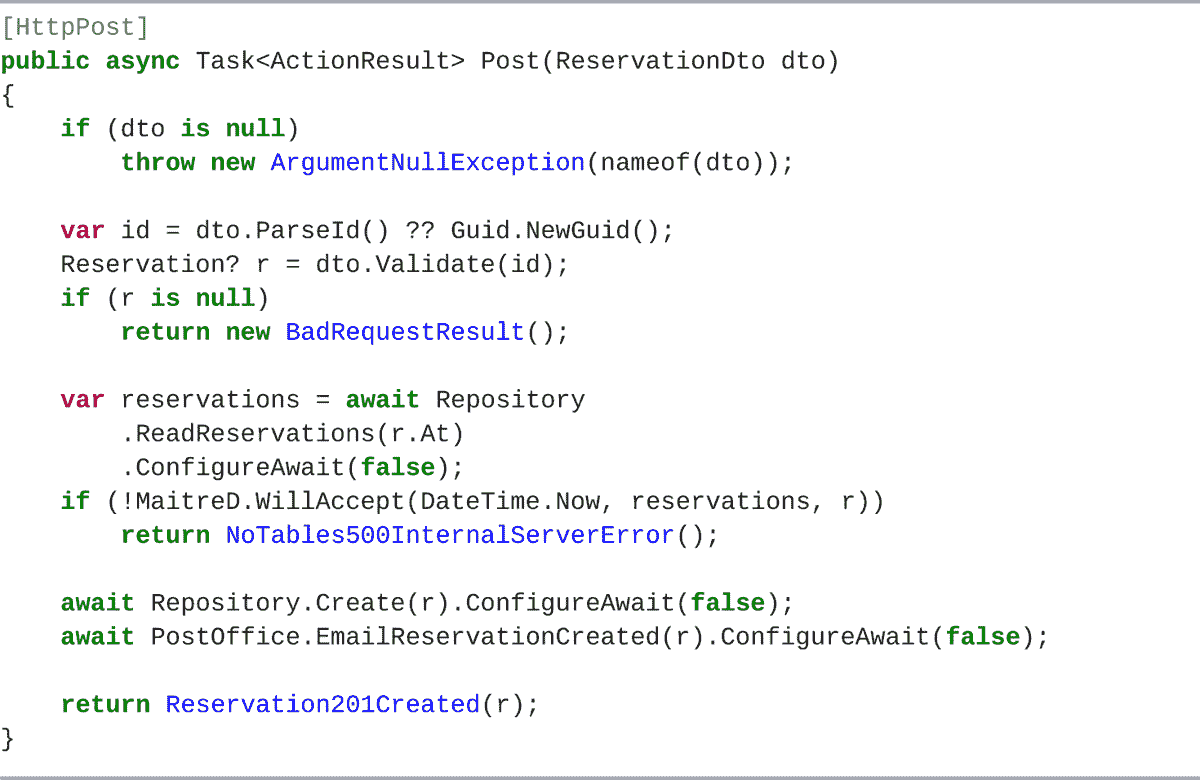 [HttpPost]
public async Task<ActionResult> Post(ReservationDto dto)
{
    if (dto is null)
        throw new ArgumentNullException(nameof(dto));

    var id = dto.ParseId() ?? Guid.NewGuid();
    Reservation? r = dto.Validate(id);
    if (r is null)
        return new BadRequestResult();

    var reservations = await Repository
        .ReadReservations(r.At)
        .ConfigureAwait(false);
    if (!MaitreD.WillAccept(DateTime.Now, reservations, r))
        return NoTables500InternalServerError();

    await Repository.Create(r).ConfigureAwait(false);
    await PostOffice.EmailReservationCreated(r).ConfigureAwait(false);

    return Reservation201Created(r);
}